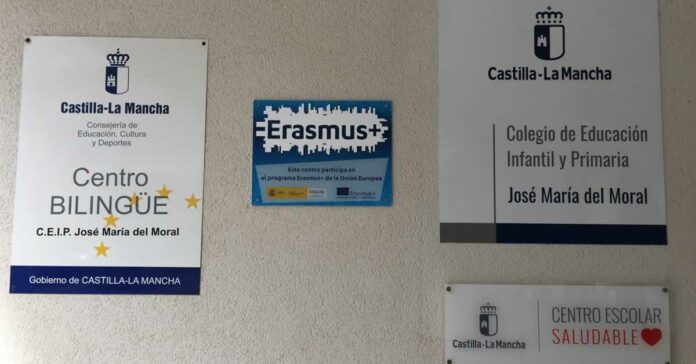 Castilla-La Mancha
Consejería de
Educación, Cultura
y Deportes
Centro
BILINGÜE
C.E.I.P. José María del Moral
Gobierno de CASTILLA-LA MANCHA
Erasmus+
Este centro participa en
el programa Erasmus+ de la Unión Europea
sepie
Erasmus+
Castilla-La Mancha
Colegio de Educación
Infantil y Primaria
José María del Moral
Castilla-La Mancha
CENTRO ESCOLAR
SALUDABLE